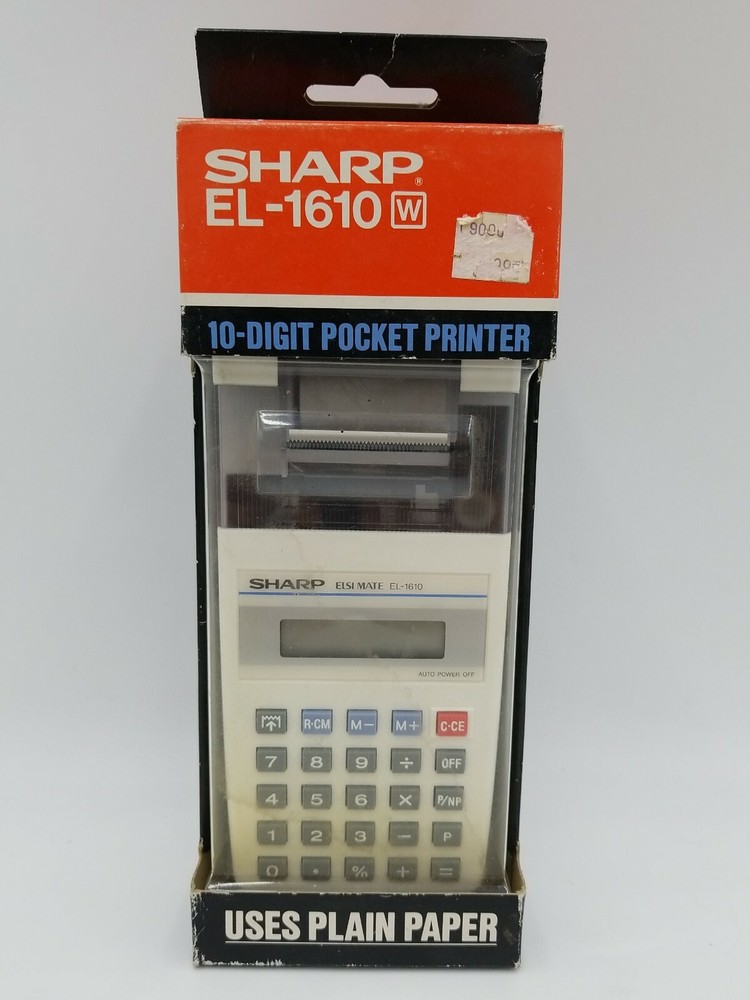 SHARP®
EL-1610 W
10-DIGIT POCKET PRINTER
SHARP ELSI MATE EL-1610
AUTO POWER OFF
R·CM M− M+ C·CE
7 8 9 ÷ OFF
4 5 6 × P/NP
1 2 3 − P
0 · % + =
USES PLAIN PAPER